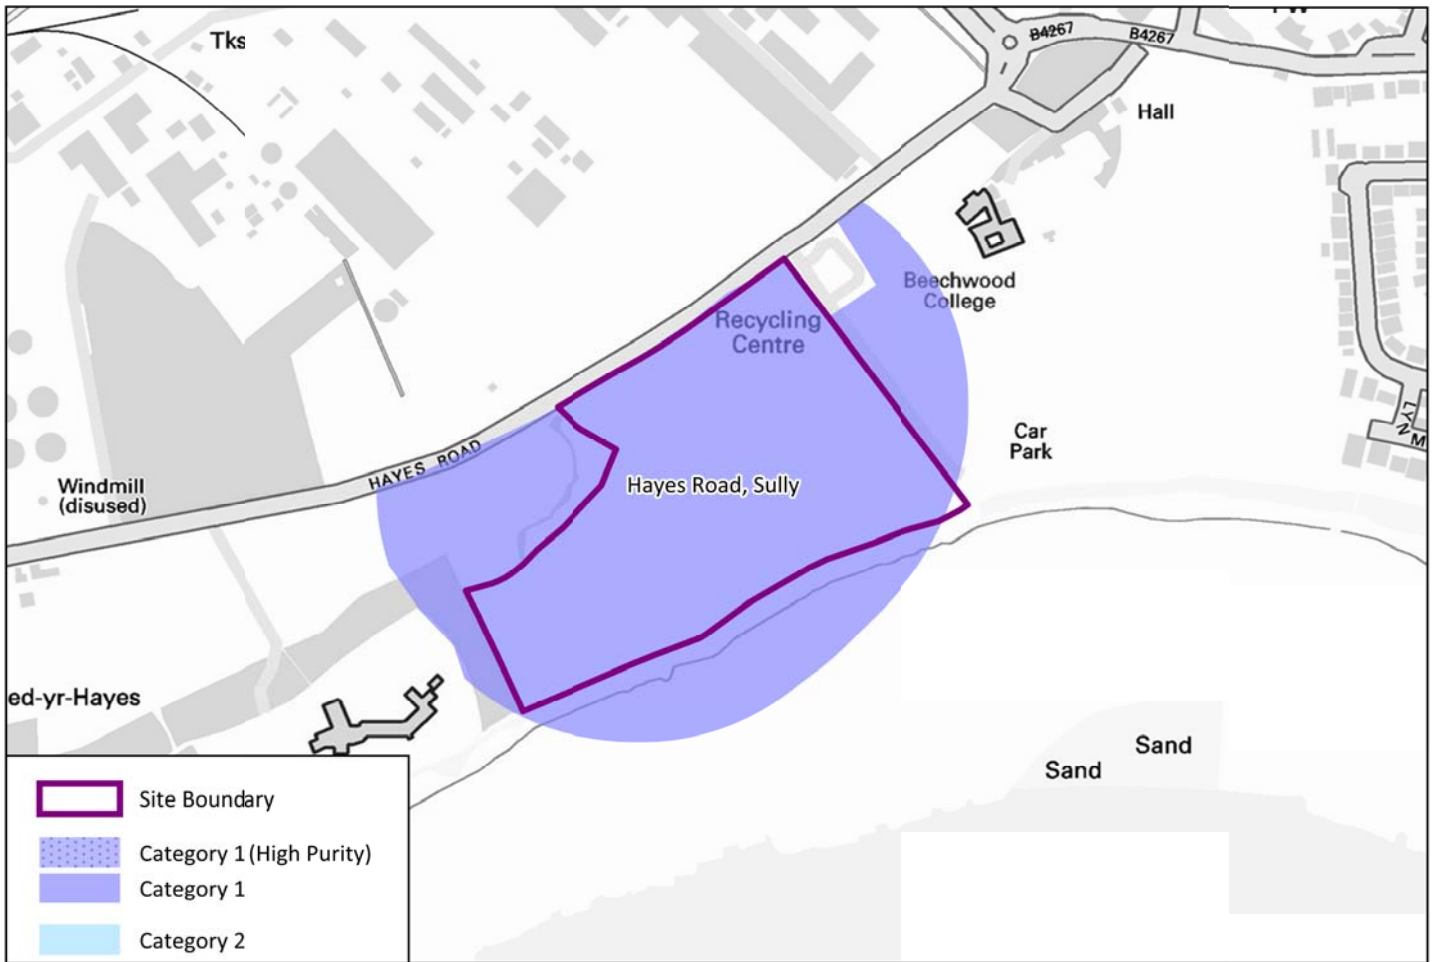 Tks
B4267
B4267
Hall
Beechwood
College
Recycling
Centre
Car
Park
HAYES ROAD
Windmill
(disused)
Hayes Road, Sully
LYN M
ed-yr-Hayes
Sand
Sand
Site Boundary
Category 1 (High Purity)
Category 1
Category 2